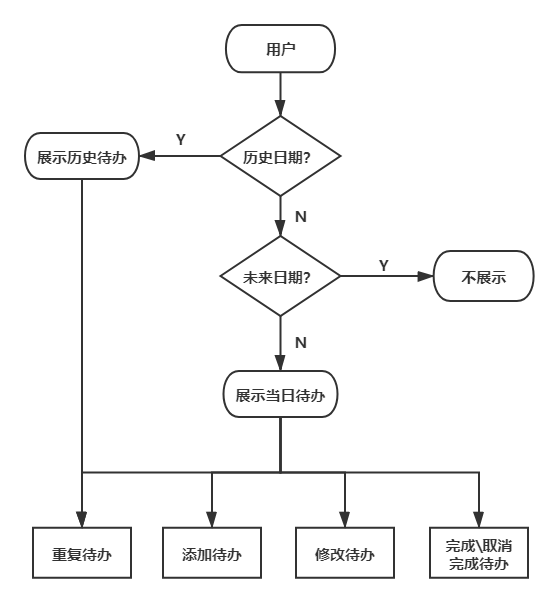 用户
历史日期?
Y
展示历史待办
N
未来日期?
Y
不展示
N
展示当日待办
重复待办
添加待办
修改待办
完成\取消
完成待办